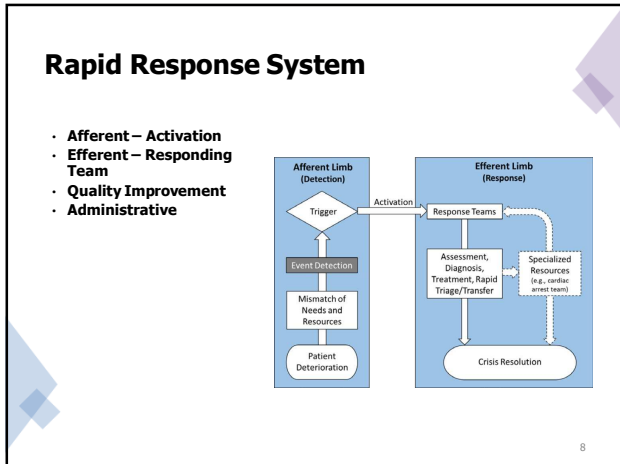 Rapid Response System
• Afferent – Activation
• Efferent – Responding
Team
• Quality Improvement
• Administrative
Afferent Limb
(Detection)
Trigger
Event Detection
Mismatch of
Needs and
Resources
Patient
Deterioration
Activation
Efferent Limb
(Response)
Response Teams
Assessment,
Diagnosis,
Treatment, Rapid
Triage/Transfer
Specialized
Resources
(e.g., cardiac
arrest team)
Crisis Resolution
8